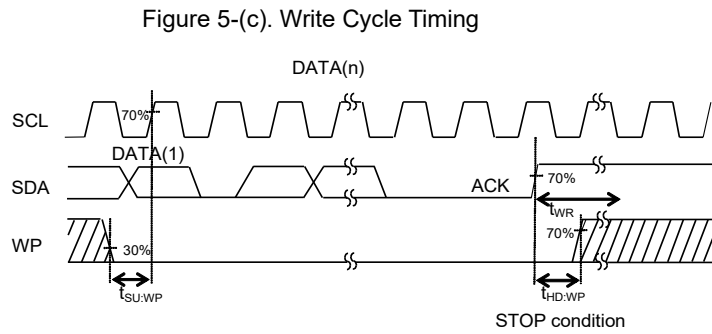 Figure 5-(c). Write Cycle Timing
DATA(n)
SCL
70%
DATA(1)
SDA
ACK
70%
tWR
WP
30%
70%
tSU:WP
tHD:WP
STOP condition